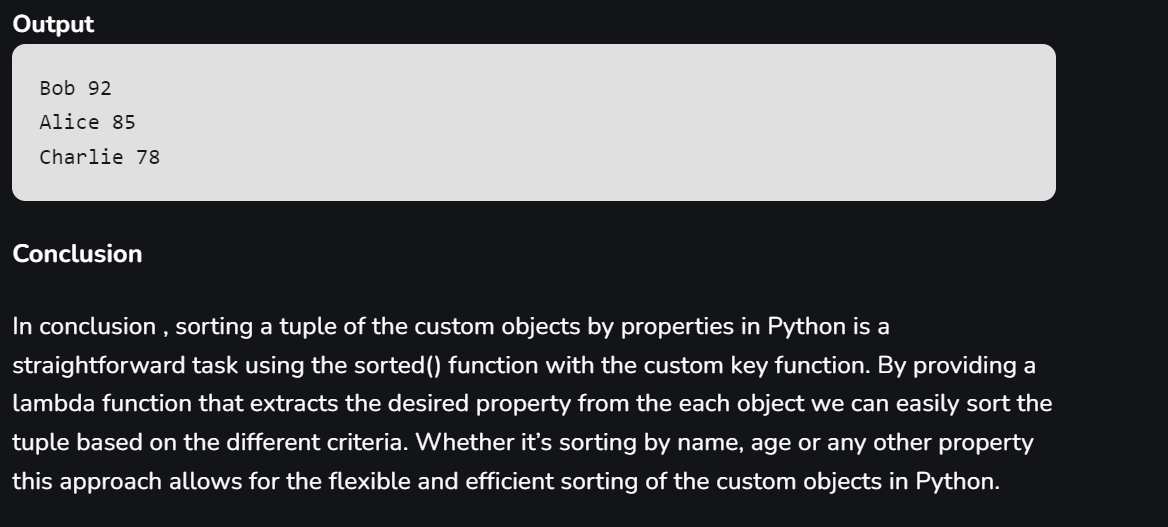 Output
Bob 92
Alice 85
Charlie 78
Conclusion
In conclusion , sorting a tuple of the custom objects by properties in Python is a
straightforward task using the sorted() function with the custom key function. By providing a
lambda function that extracts the desired property from the each object we can easily sort the
tuple based on the different criteria. Whether it’s sorting by name, age or any other property
this approach allows for the flexible and efficient sorting of the custom objects in Python.